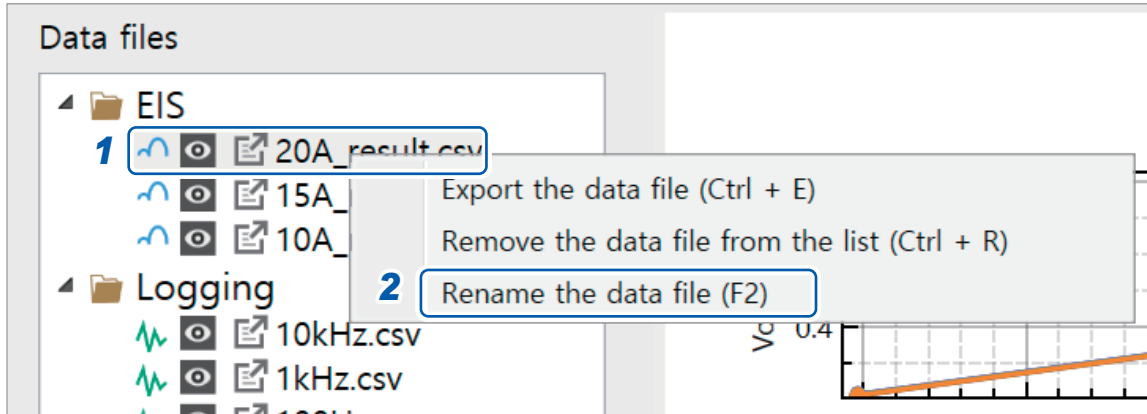 Data files
EIS
1
20A_result.csv
15A_
10A_
Export the data file (Ctrl + E)
Remove the data file from the list (Ctrl + R)
2
Rename the data file (F2)
Logging
10kHz.csv
1kHz.csv
0.4